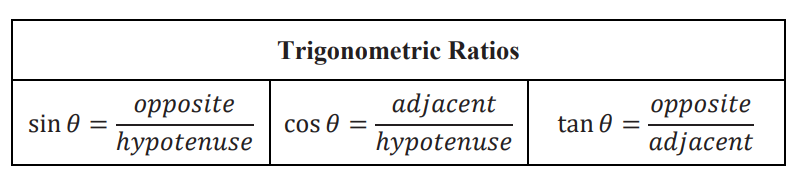 Trigonometric Ratios
sin θ = opposite/hypotenuse
cos θ = adjacent/hypotenuse
tan θ = opposite/adjacent